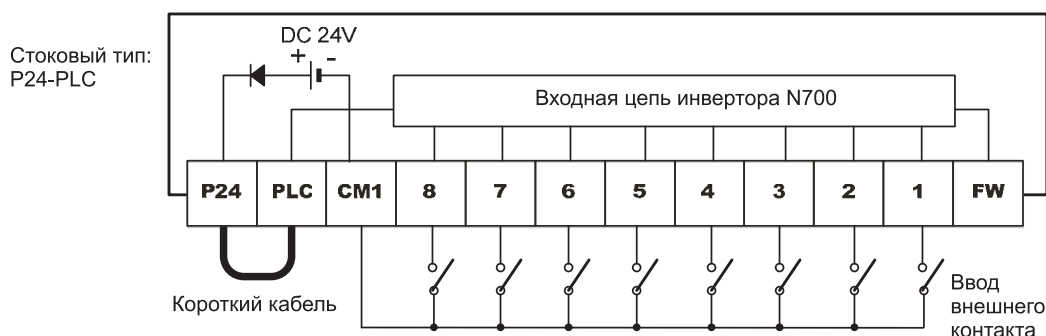 Стоковый тип:
P24-PLC
DC 24V
+ -
Входная цепь инвертора N700
P24 PLC CM1 8 7 6 5 4 3 2 1 FW
Короткий кабель
Ввод
внешнего
контакта